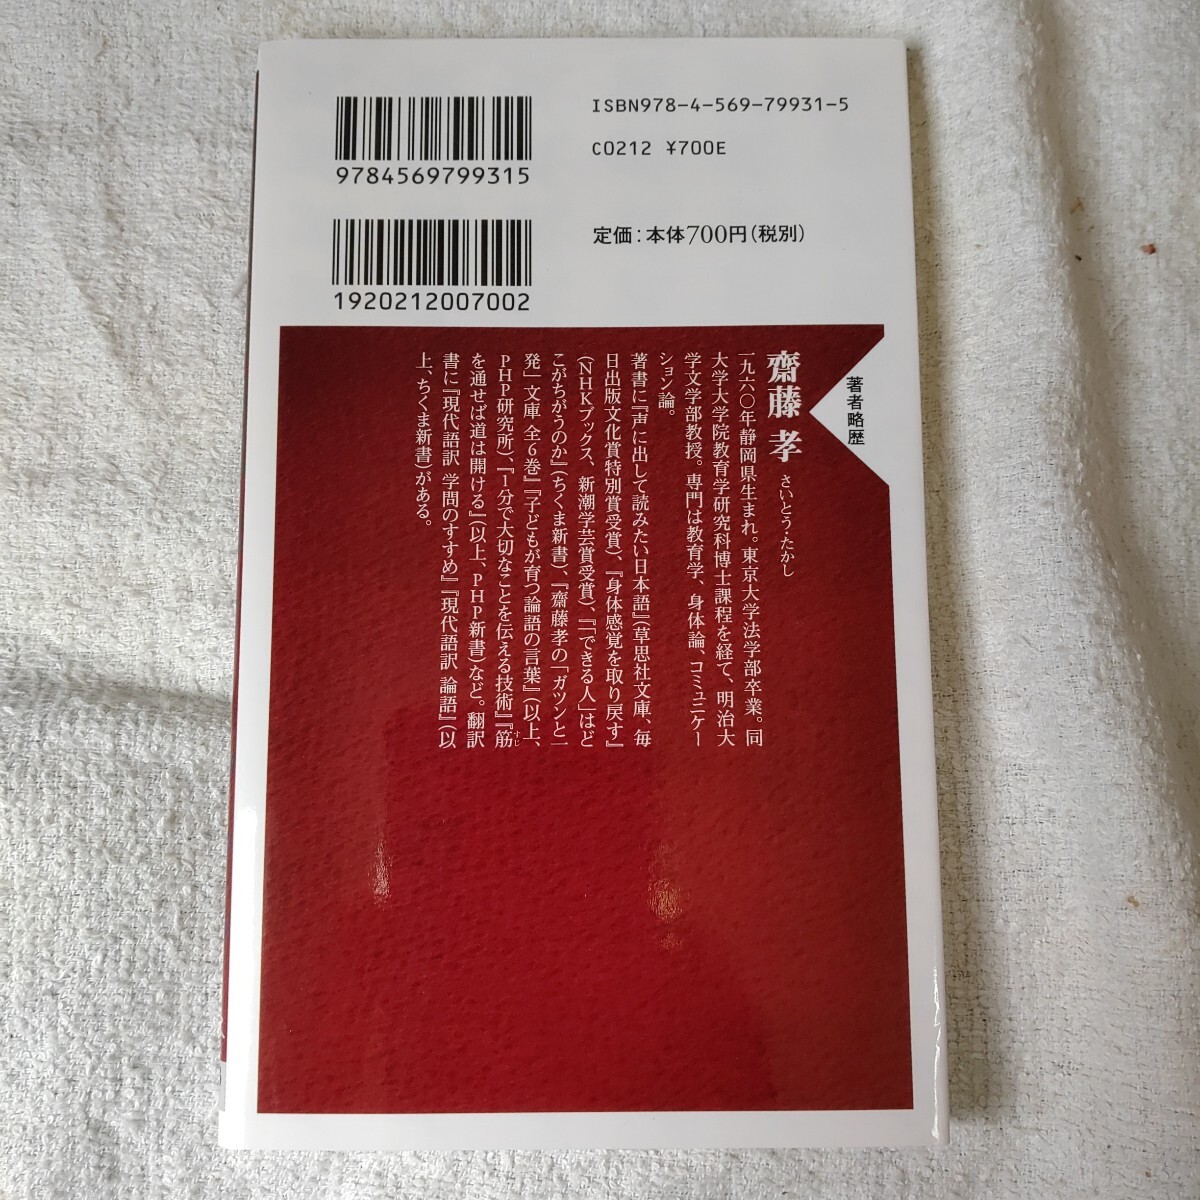 9784569799315
ISBN978-4-569-79931-5
C0212 ¥700E
1920212007002
定価：本体700円（税別）
著者略歴
齋藤 孝 さいとう・たかし
一九六〇年静岡県生まれ。東京大学法学部卒業。同
大学大学院教育学研究科博士課程を経て、明治大
学文学部教授。専門は教育学、身体論、コミュニケー
ション論。
著書に『声に出して読みたい日本語』（草思社文庫、毎
日出版文化賞特別賞受賞）、『身体感覚を取り戻す』
（NHKブックス、新潮学芸賞受賞）、『「できる人」はど
こがちがうのか』（ちくま新書）、『齋藤孝の「ガツンと一
発」文庫 全6巻』『子どもが育つ論語の言葉』（以上、
PHP研究所）、『1分で大切なことを伝える技術』『筋
を通せば道は開ける』（以上、PHP新書）など。翻訳
書に『現代語訳 学問のすすめ』『現代語訳 論語』（以
上、ちくま新書）がある。